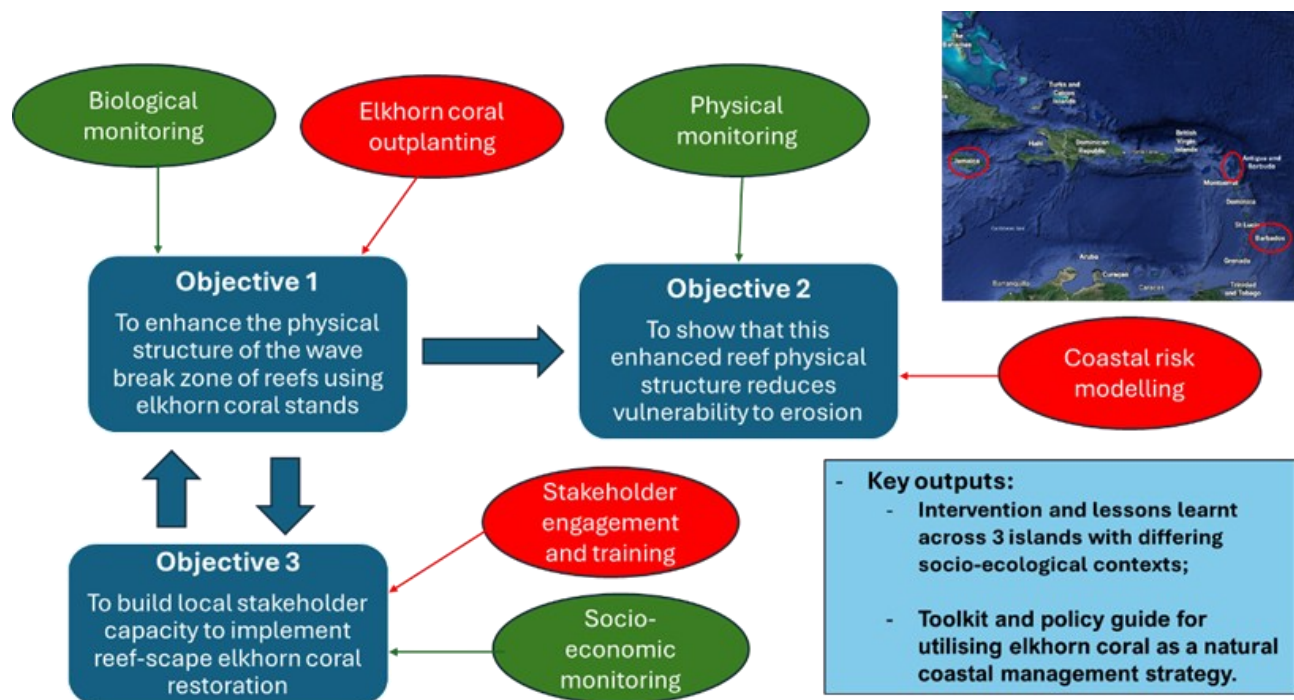 Biological
monitoring
Elkhorn coral
outplanting
Physical
monitoring
The
Bahamas
Turks and
Caicos
Islands
Jamaica
Haiti
Dominican
Republic
British
Virgin
Islands
Antigua and
Barbuda
Montserrat
Dominica
St Lucia
Barbados
Grenada
Aruba
Curaçao
Barranquilla
Caracas
Trinidad
and Tobago
Objective 1
To enhance the physical
structure of the wave
break zone of reefs using
elkhorn coral stands
Objective 2
To show that this
enhanced reef physical
structure reduces
vulnerability to erosion
Coastal risk
modelling
Objective 3
To build local stakeholder
capacity to implement
reef-scape elkhorn coral
restoration
Stakeholder
engagement
and training
Socio-
economic
monitoring
- Key outputs:
- Intervention and lessons learnt
across 3 islands with differing
socio-ecological contexts;
- Toolkit and policy guide for
utilising elkhorn coral as a natural
coastal management strategy.